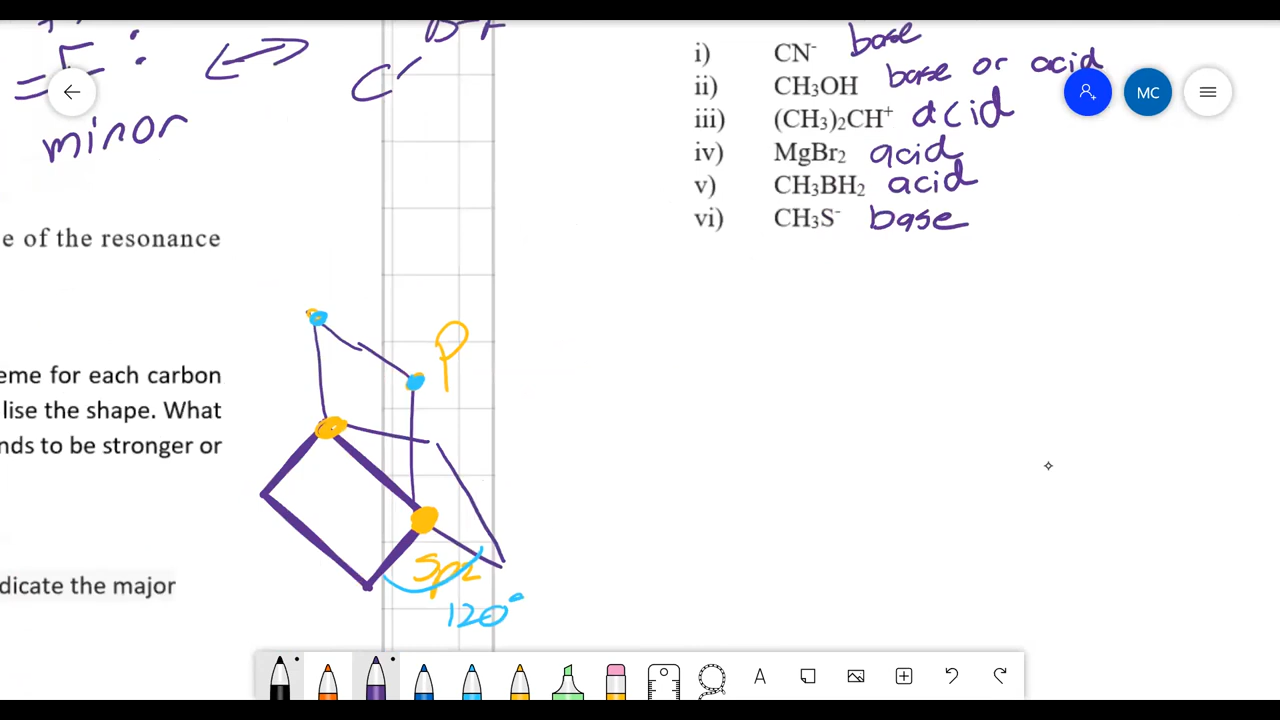 minor
e of the resonance
eme for each carbon
lise the shape. What
nds to be stronger or
dicate the major
i) CN⁻ base
ii) CH₃OH base or acid
iii) (CH₃)₂CH⁺ acid
iv) MgBr₂ acid
v) CH₃BH₂ acid
vi) CH₃S⁻ base
MC
P
sp2
120°
A